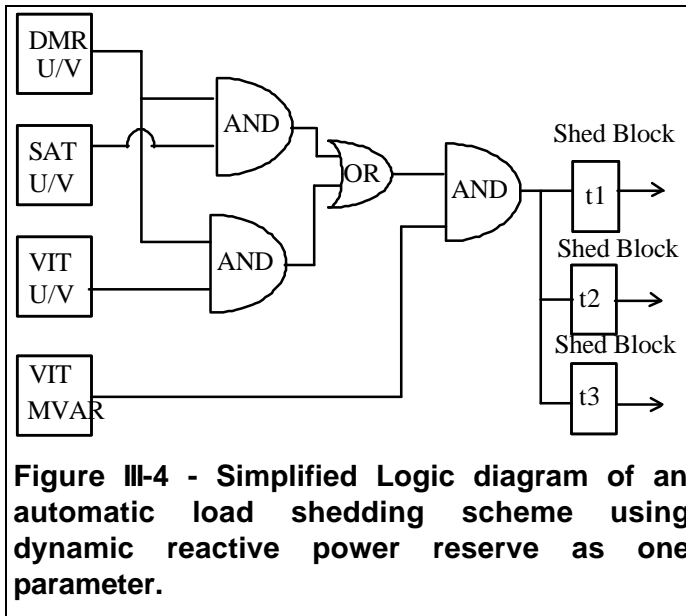 DMR
U/V
SAT
U/V
VIT
U/V
VIT
MVAR
AND
AND
OR
AND
Shed Block
t1
Shed Block
t2
Shed Block
t3
Figure III-4 - Simplified Logic diagram of an
automatic load shedding scheme using
dynamic reactive power reserve as one
parameter.